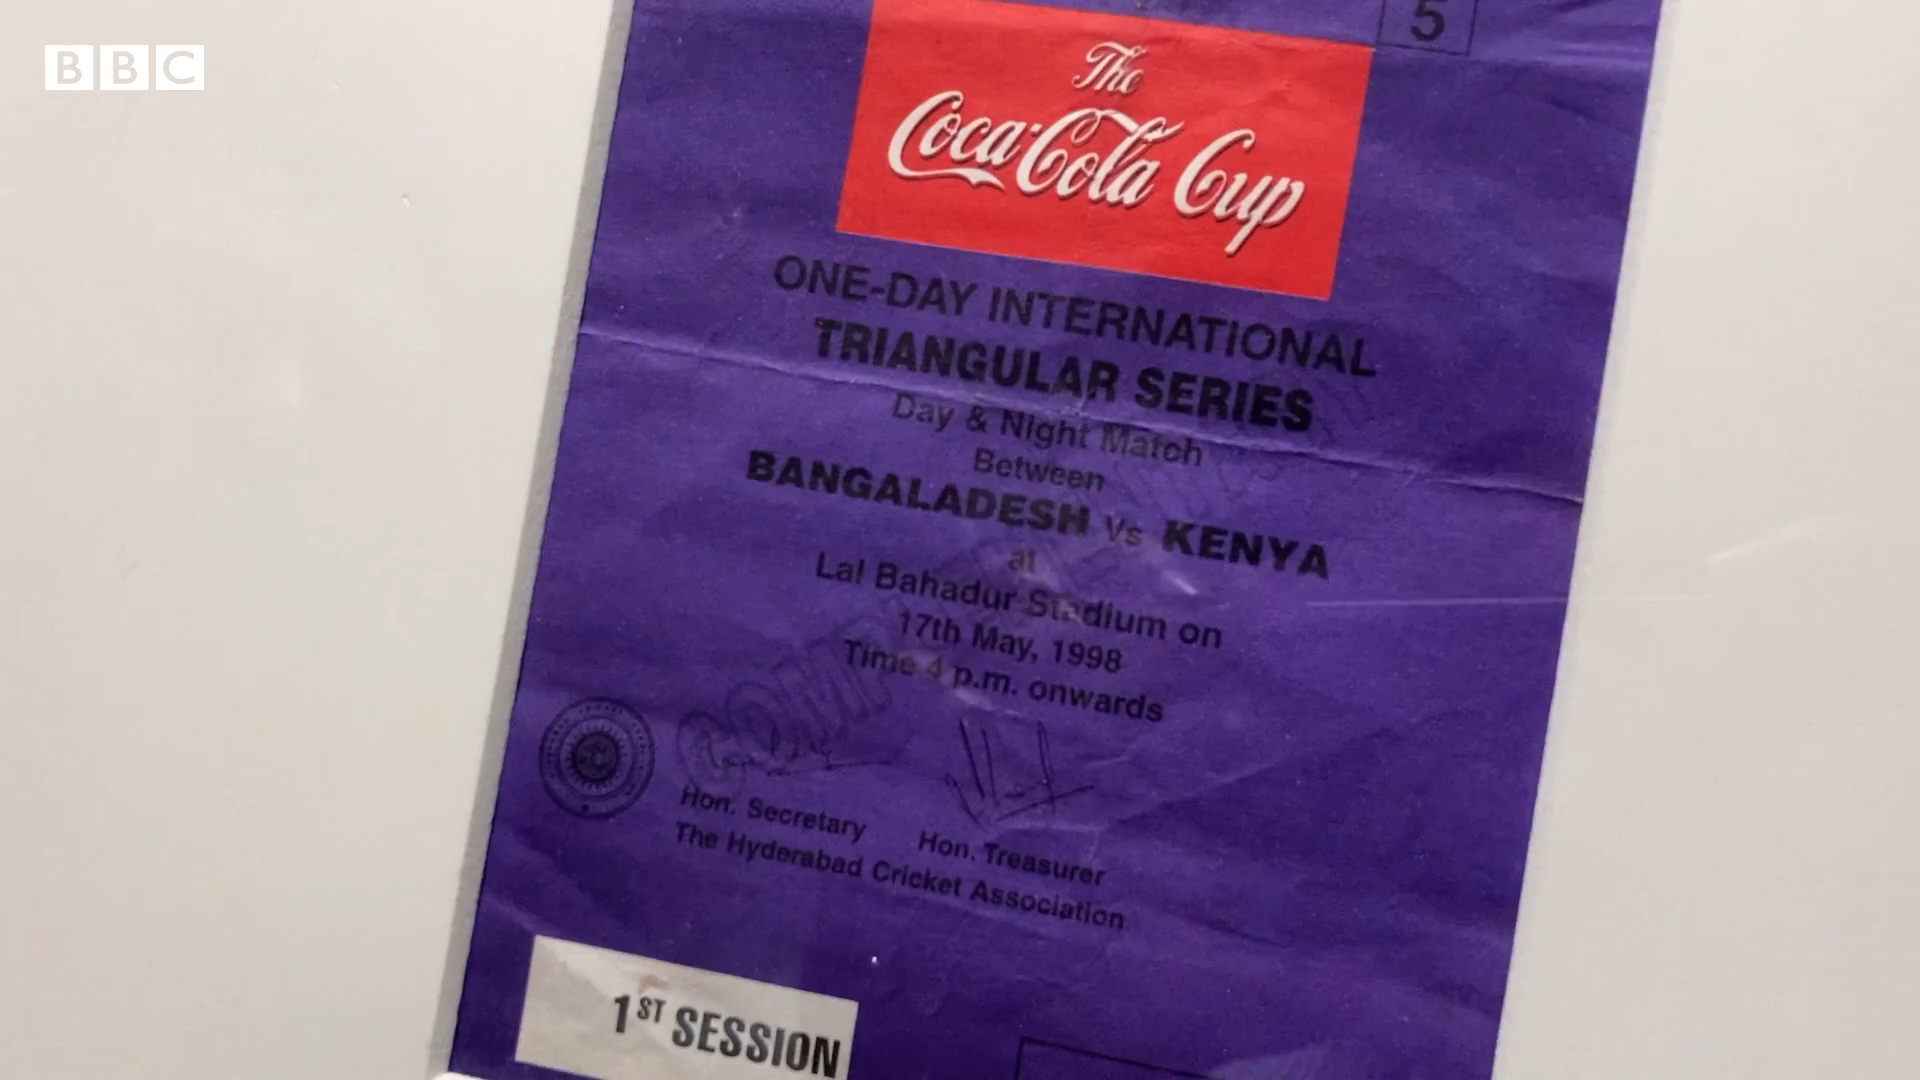 BBC
5
The
Coca-Cola Cup
ONE-DAY INTERNATIONAL
TRIANGULAR SERIES
Day & Night Match
Between
BANGALADESH Vs KENYA
at
Lal Bahadur Stadium on
17th May, 1998
Time 4 p.m. onwards
Hon. Secretary Hon. Treasurer
The Hyderabad Cricket Association
1ST SESSION